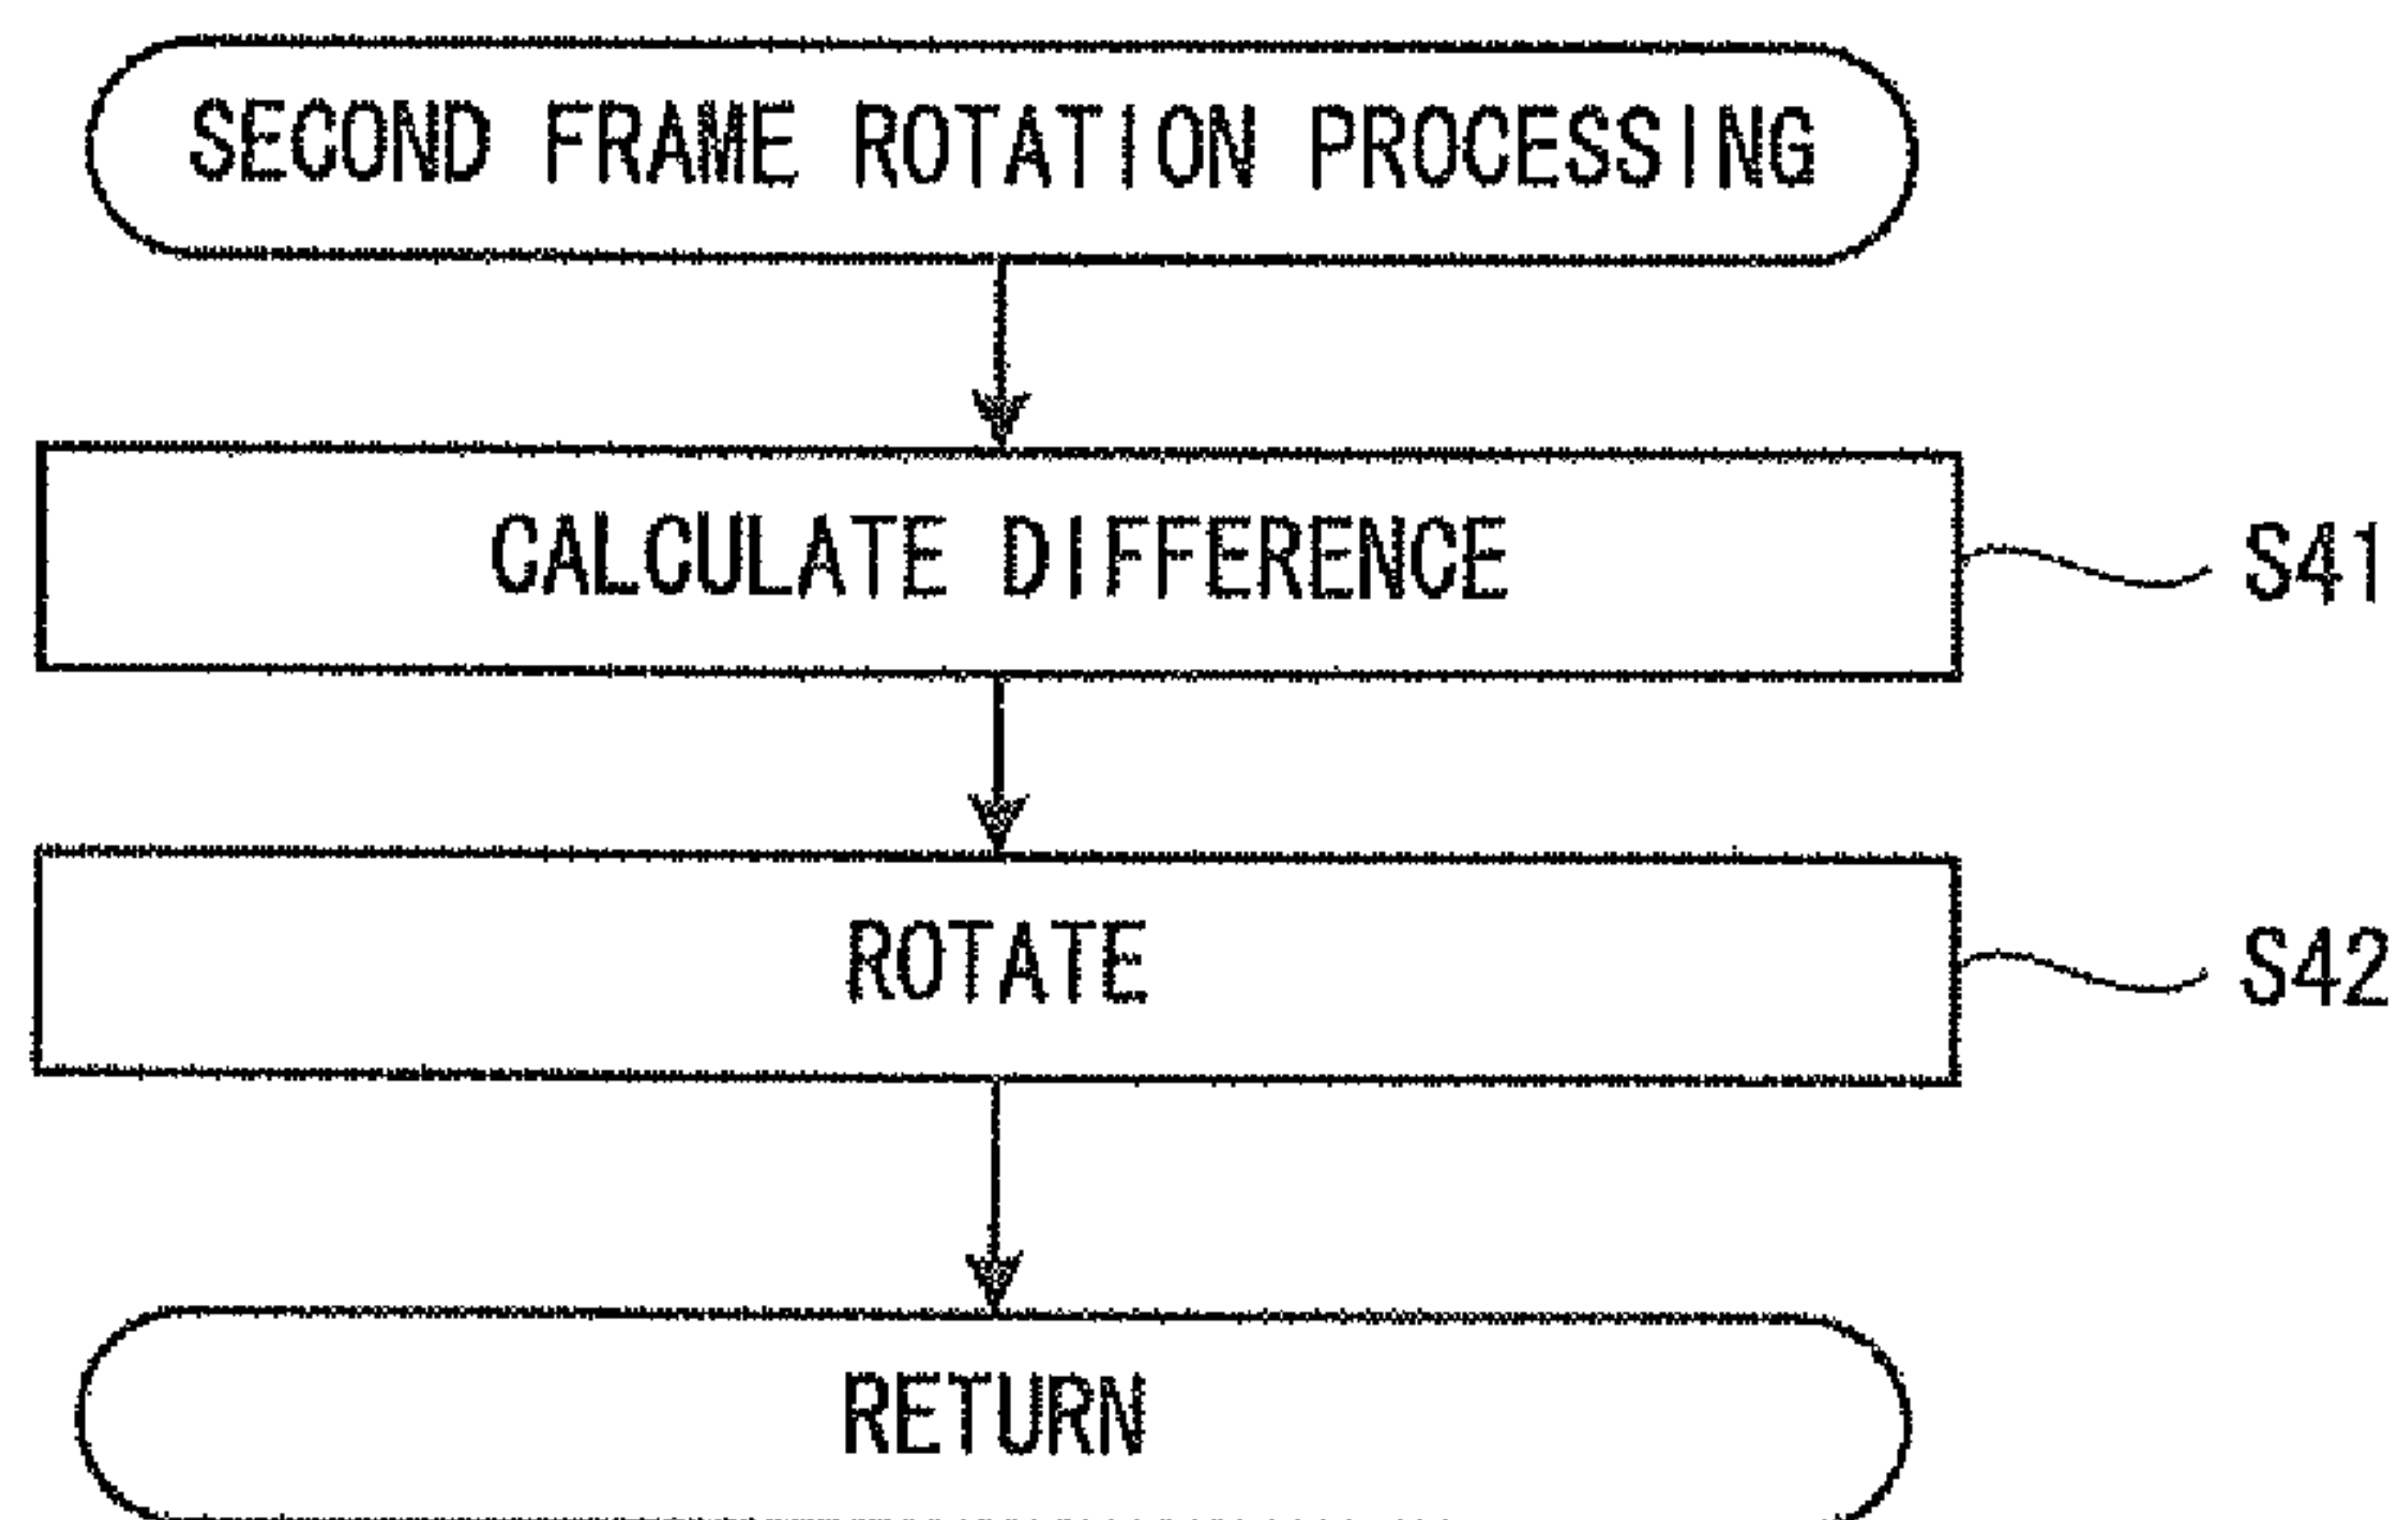 SECOND FRAME ROTATION PROCESSING
CALCULATE DIFFERENCE
S41
ROTATE
S42
RETURN